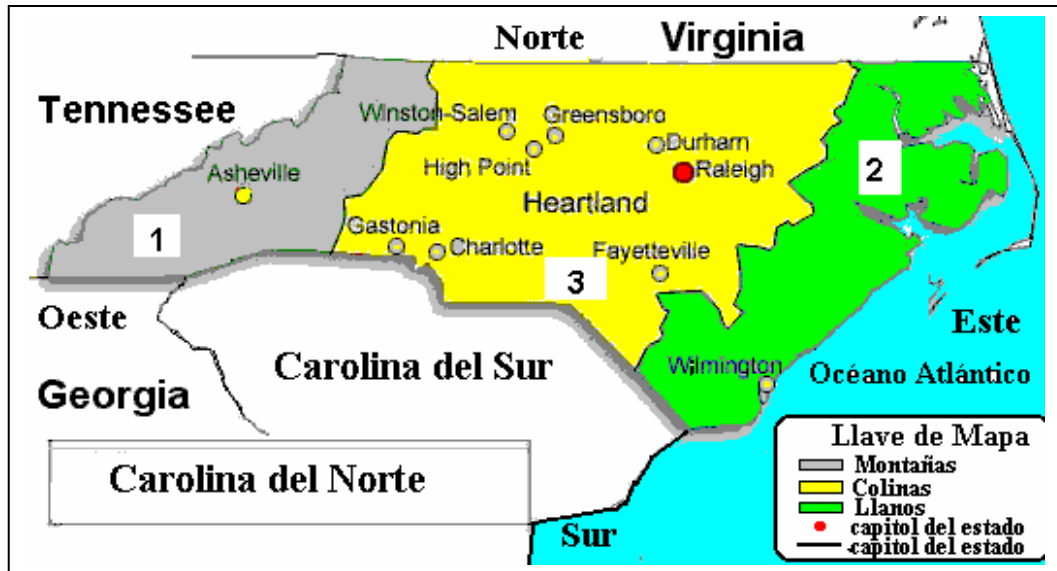 Norte
Virginia
Tennessee
Winston-Salem
Greensboro
High Point
Durham
Raleigh
Asheville
2
Heartland
1
Gastonia
Charlotte
Fayetteville
3
Oeste
Este
Carolina del Sur
Wilmington
Océano Atlántico
Georgia
Llave de Mapa
Montañas
Colinas
Llanos
capitol del estado
capitol del estado
Carolina del Norte
Sur